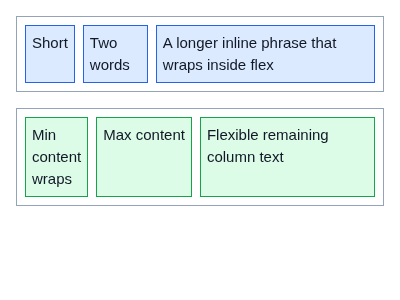 Short
Two
words
A longer inline phrase that
wraps inside flex
Min
content
wraps
Max content
Flexible remaining
column text